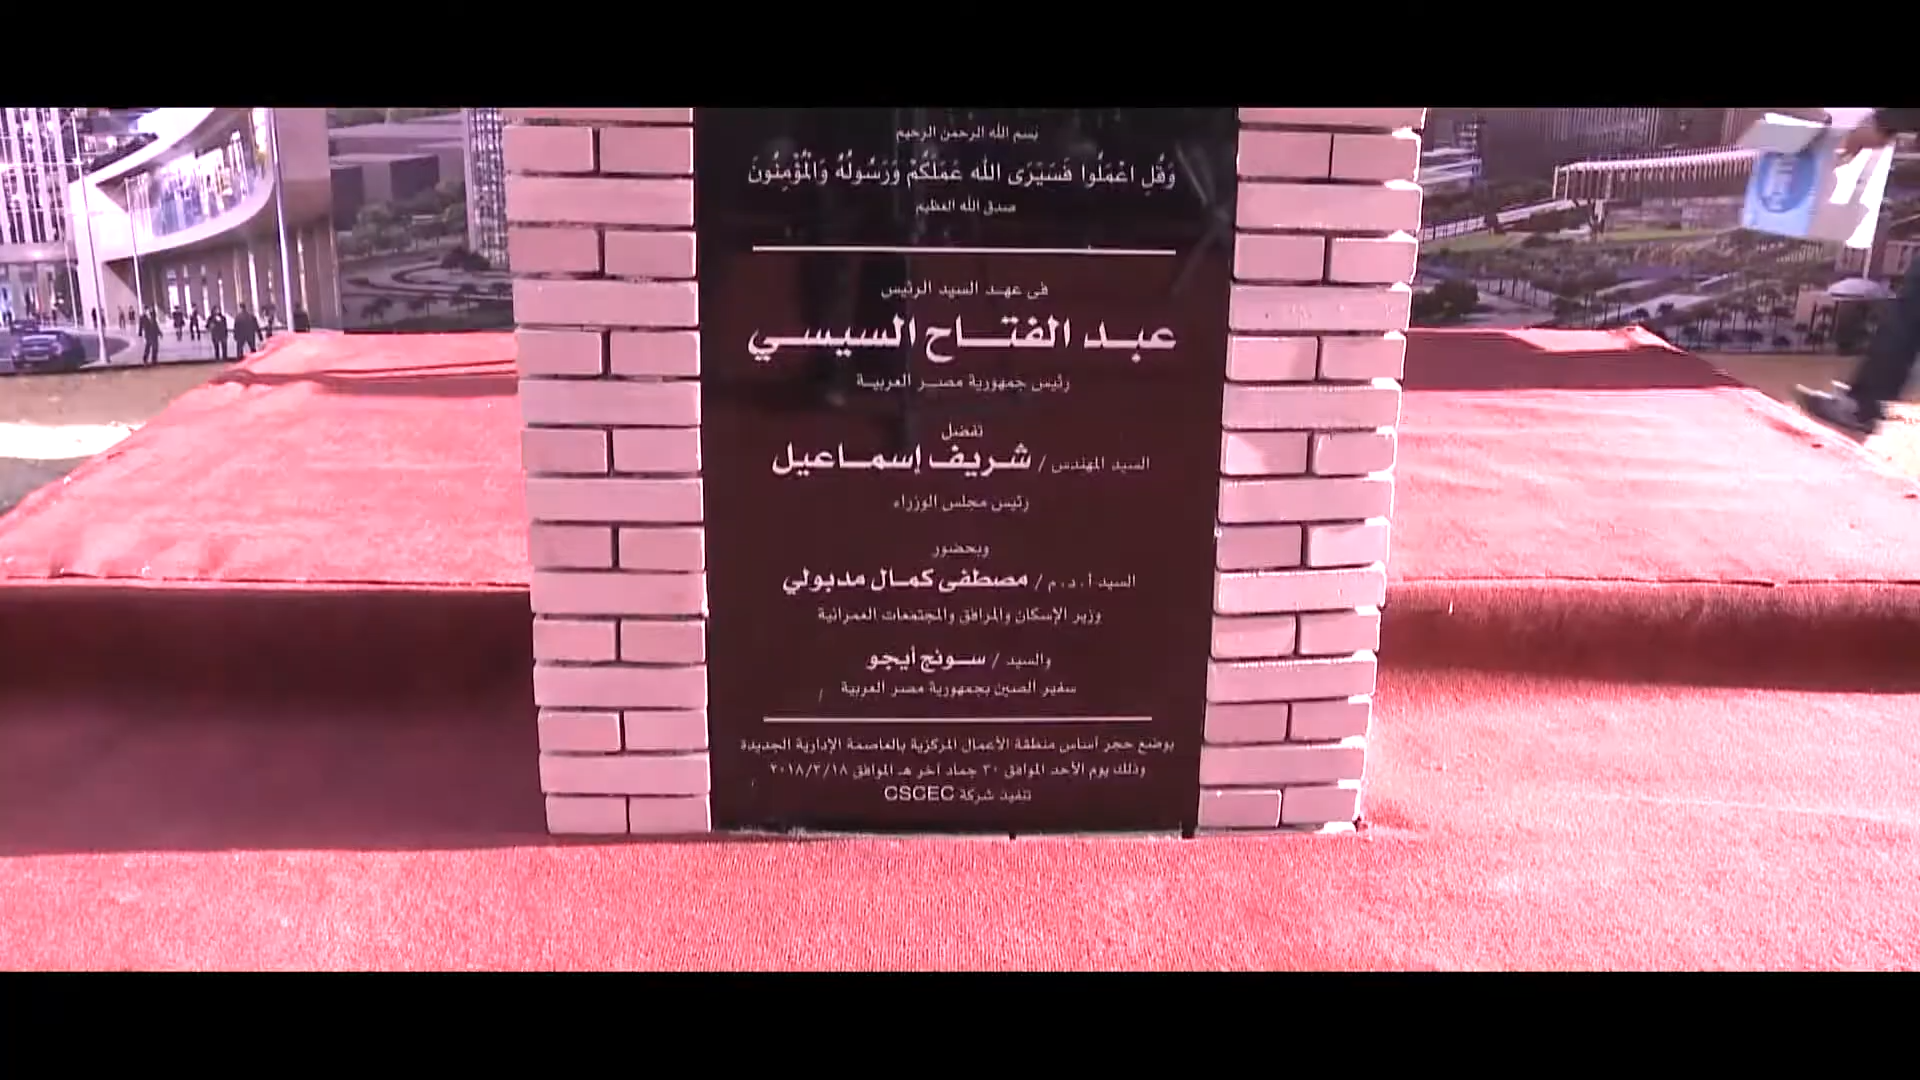 بسم الله الرحمن الرحيم
وَقُلِ اعْمَلُوا فَسَيَرَى اللَّه عَمَلَكُمْ وَرَسُولُهُ وَالْمُؤْمِنُونَ
صدق الله العظيم
فى عهد السيد الرئيس
عبد الفتاح السيسي
رئيس جمهورية مصر العربية
تفضل
السيد المهندس / شريف إسماعيل
رئيس مجلس الوزراء
وبحضور
السيد أ . د . م / مصطفى كمال مدبولي
وزير الإسكان والمرافق والمجتمعات العمرانية
والسيد / سونج أيجو
سفير الصين بجمهورية مصر العربية
بوضع حجر أساس منطقة الأعمال المركزية بالعاصمة الإدارية الجديدة
وذلك يوم الأحد الموافق ٣٠ جماد آخر هـ الموافق ٢٠١٨/٣/١٨
تنفيذ شركة CSCEC